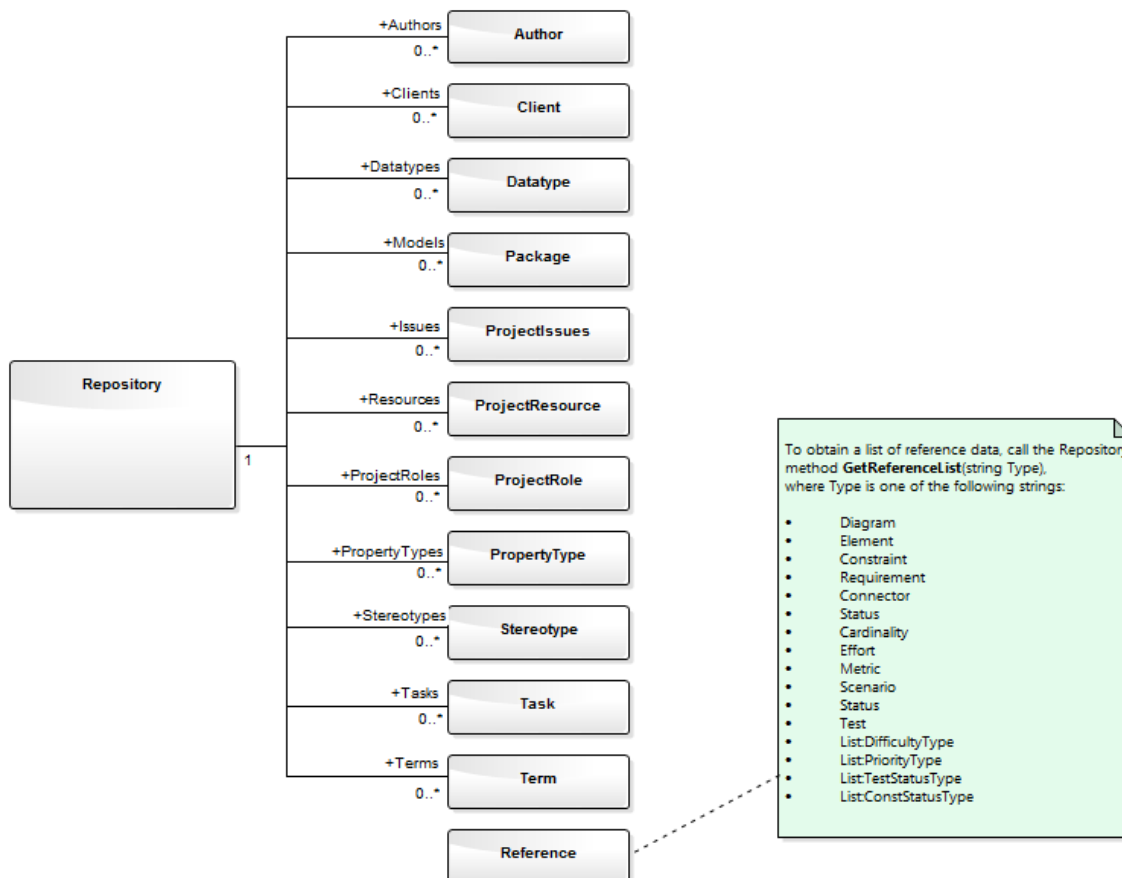 +Authors
0..*
Author
+Clients
0..*
Client
+Datatypes
0..*
Datatype
+Models
0..*
Package
+Issues
0..*
ProjectIssues
Repository
1
+Resources
0..*
ProjectResource
+ProjectRoles
0..*
ProjectRole
+PropertyTypes
0..*
PropertyType
+Stereotypes
0..*
Stereotype
+Tasks
0..*
Task
+Terms
0..*
Term
Reference
To obtain a list of reference data, call the Repository
method GetReferenceList(string Type),
where Type is one of the following strings:
• Diagram
• Element
• Constraint
• Requirement
• Connector
• Status
• Cardinality
• Effort
• Metric
• Scenario
• Status
• Test
• List:DifficultyType
• List:PriorityType
• List:TestStatusType
• List:ConstStatusType